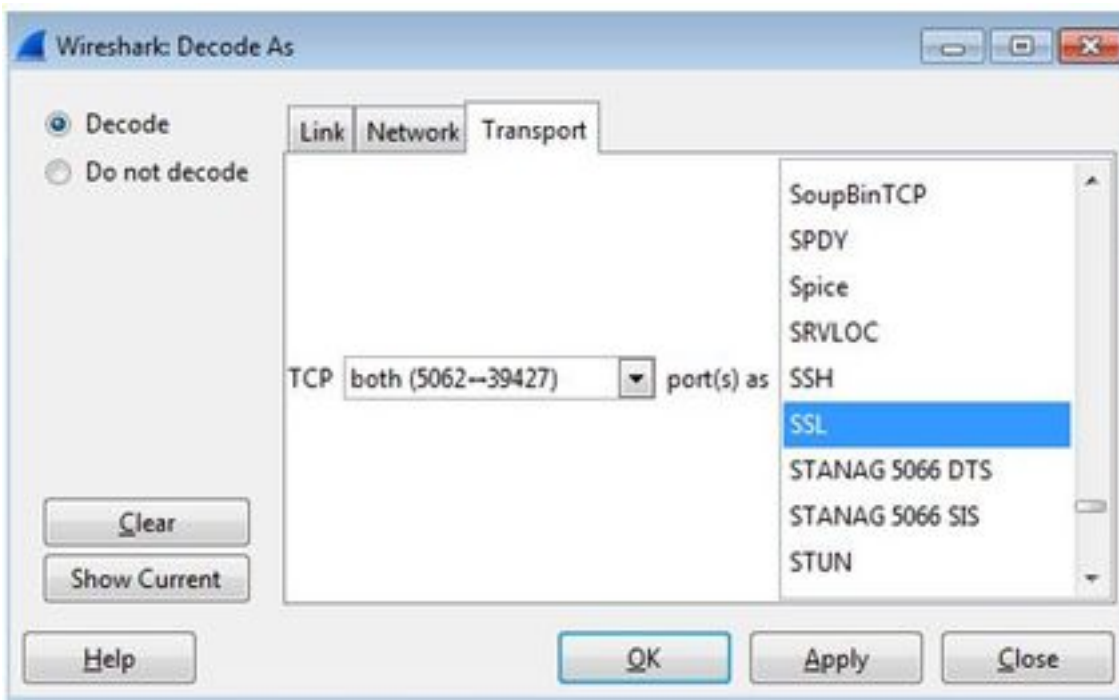 Wireshark: Decode As
Decode
Do not decode
Link Network Transport
TCP both (5062↔39427) port(s) as
SoupBinTCP
SPDY
Spice
SRVLOC
SSH
SSL
STANAG 5066 DTS
STANAG 5066 SIS
STUN
Clear
Show Current
Help OK Apply Close